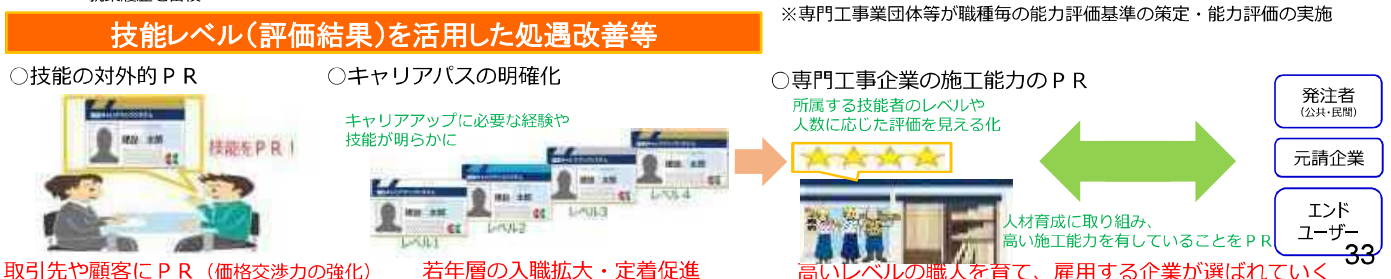 ※専門工事業団体等が職種毎の能力評価基準の策定・能力評価の実施
技能レベル(評価結果)を活用した処遇改善等
○技能の対外的PR
技能をPR!
取引先や顧客にPR(価格交渉力の強化)
○キャリアパスの明確化
キャリアアップに必要な経験や
技能が明らかに
建設 太郎
レベル1
レベル2
レベル3
レベル4
若年層の入職拡大・定着促進
○専門工事企業の施工能力のPR
所属する技能者のレベルや
人数に応じた評価を見える化
人材育成に取り組み、
高い施工能力を有していることをPR
高いレベルの職人を育て、雇用する企業が選ばれていく
発注者
(公共・民間)
元請企業
エンド
ユーザー
33